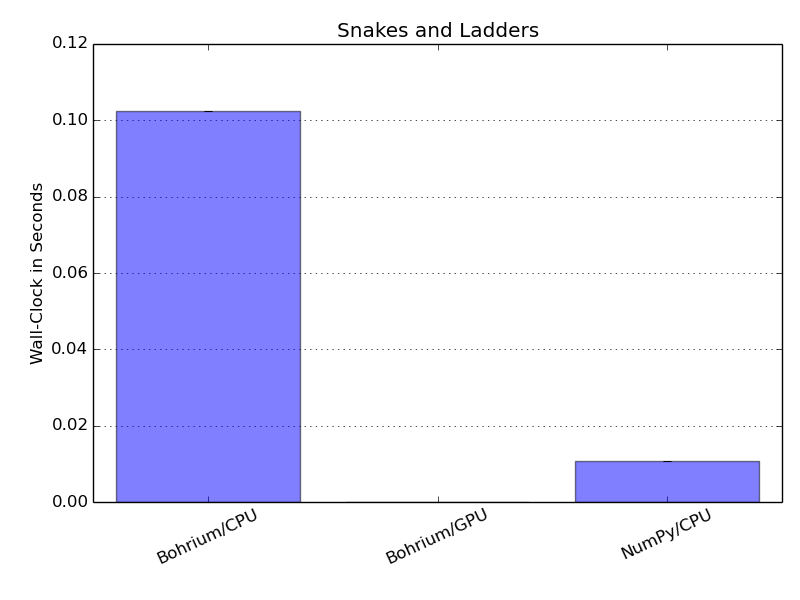 Snakes and Ladders
0.12
0.10
0.08
0.06
0.04
0.02
0.00
Wall-Clock in Seconds
Bohrium/CPU
Bohrium/GPU
NumPy/CPU